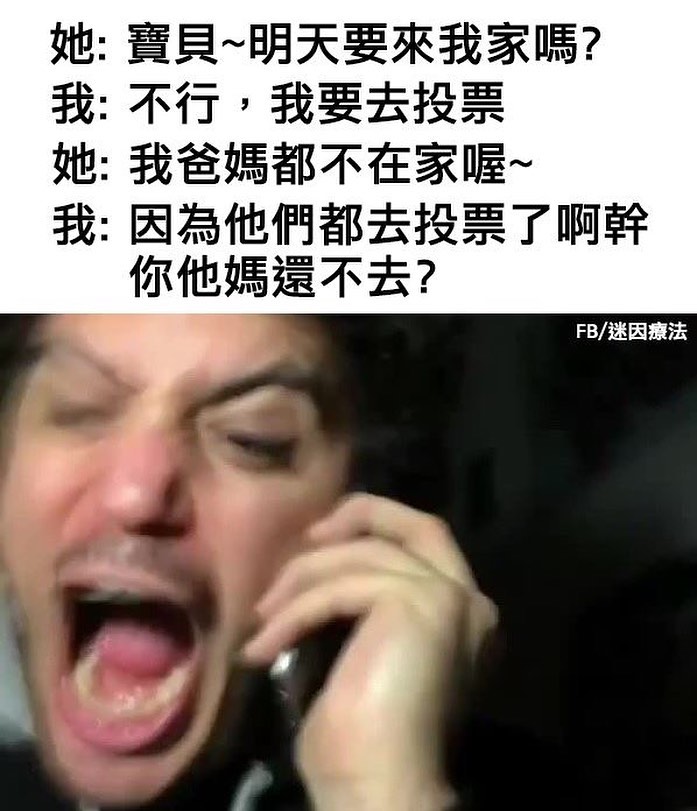 她: 寶貝~明天要來我家嗎?
我: 不行，我要去投票
她: 我爸媽都不在家喔~
我: 因為他們都去投票了啊幹
你他媽還不去?
FB/迷因療法